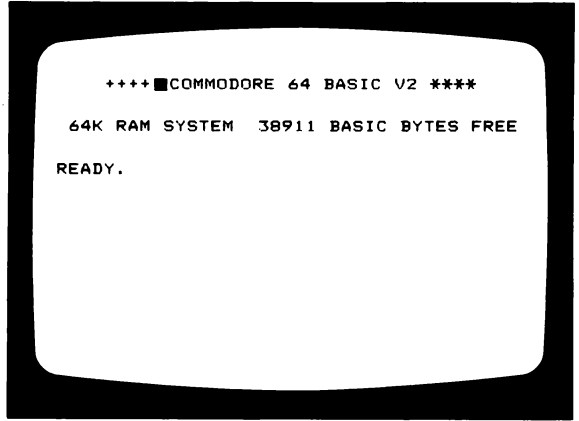 ++++■COMMODORE 64 BASIC V2 ****
64K RAM SYSTEM 38911 BASIC BYTES FREE
READY.